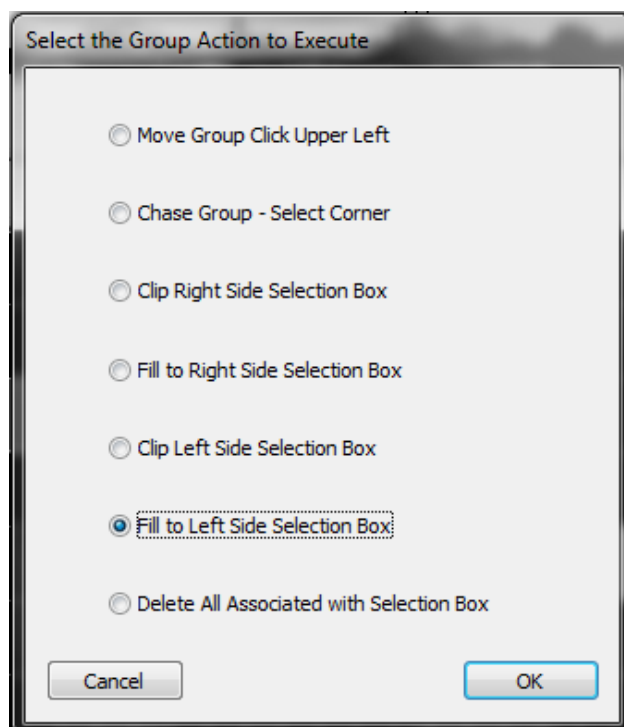 Select the Group Action to Execute
Move Group Click Upper Left
Chase Group - Select Corner
Clip Right Side Selection Box
Fill to Right Side Selection Box
Clip Left Side Selection Box
Fill to Left Side Selection Box
Delete All Associated with Selection Box
Cancel OK